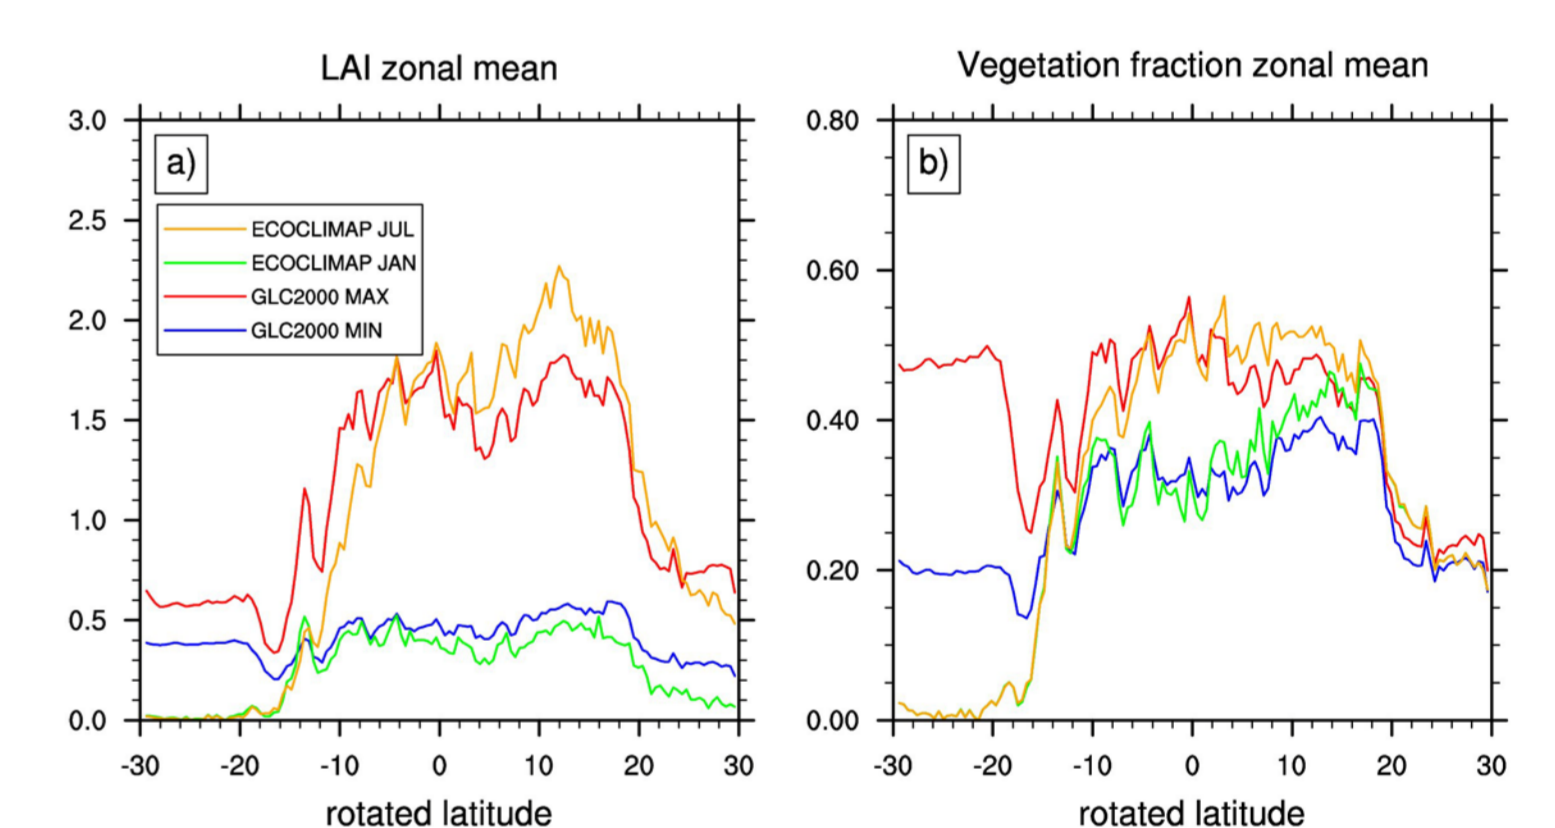 LAI zonal mean
3.0
2.5
2.0
1.5
1.0
0.5
0.0
a)
ECOCLIMAP JUL
ECOCLIMAP JAN
GLC2000 MAX
GLC2000 MIN
-30 -20 -10 0 10 20 30
rotated latitude
Vegetation fraction zonal mean
0.80
0.60
0.40
0.20
0.00
b)
-30 -20 -10 0 10 20 30
rotated latitude